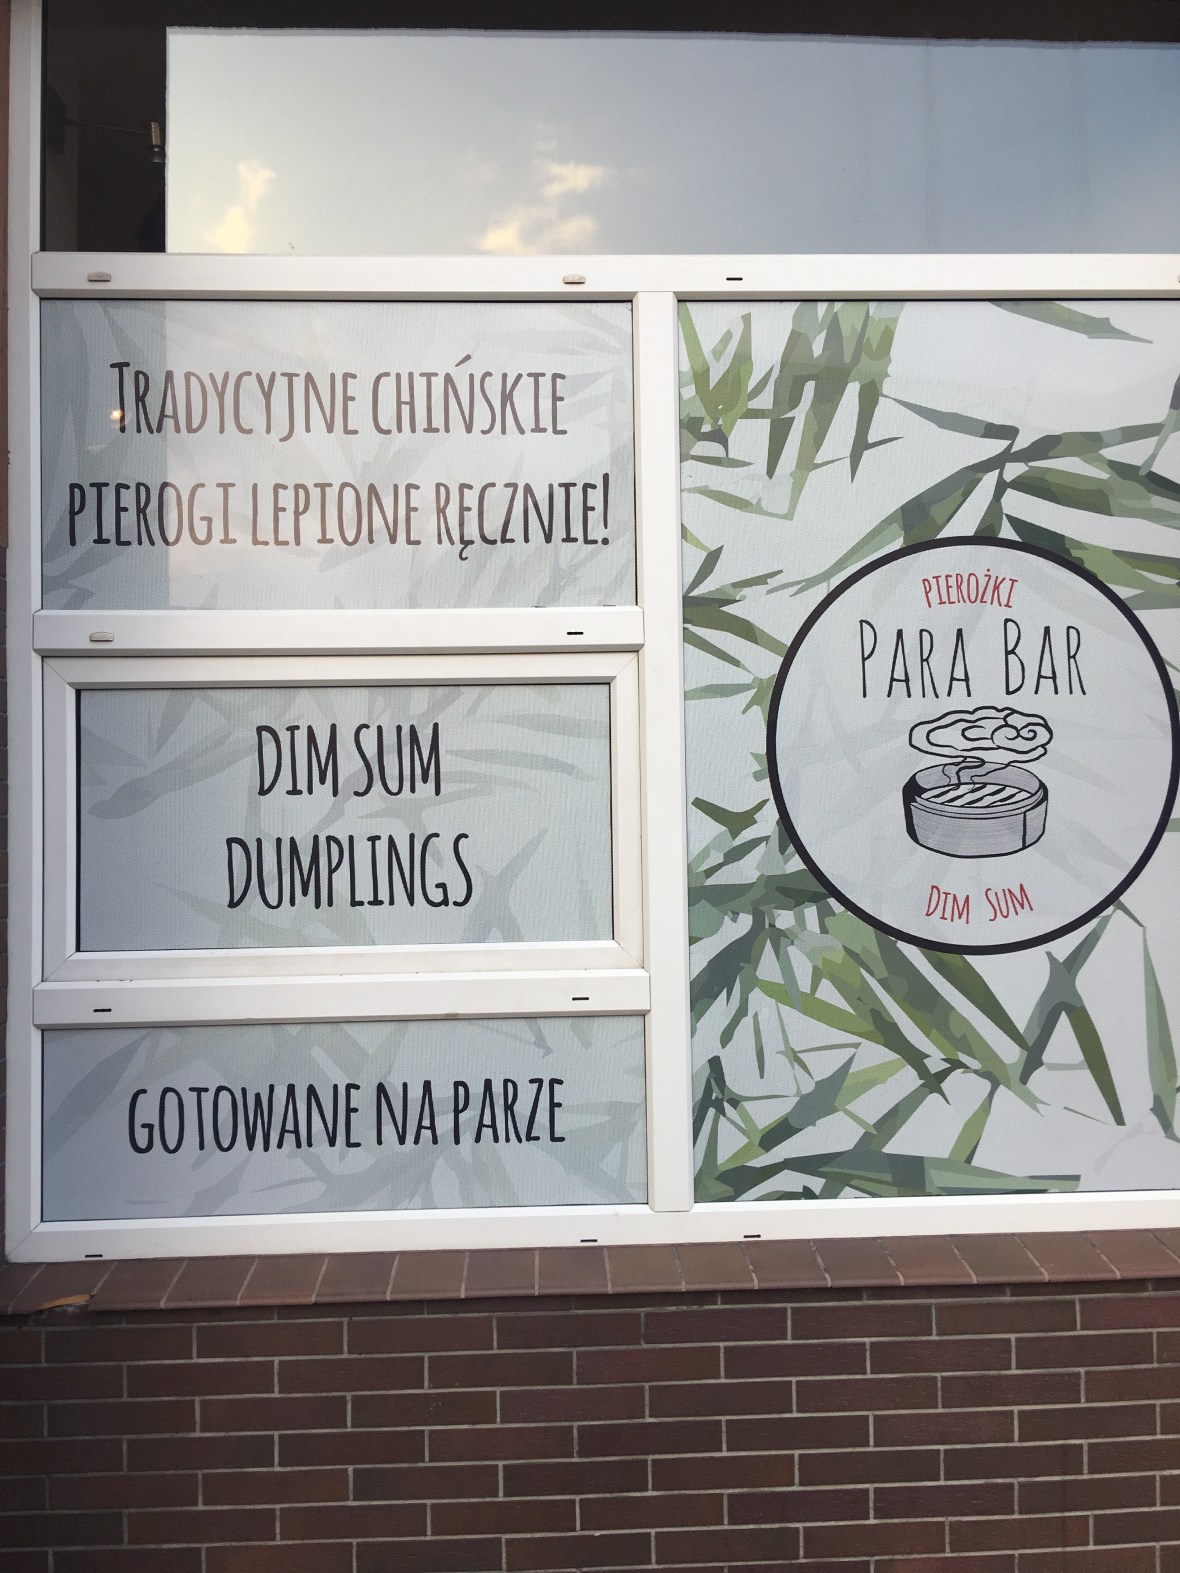 Tradycyjne chińskie
pierogi lepione ręcznie!
DIM SUM
DUMPLINGS
GOTOWANE NA PARZE
PIEROŻKI
PARA BAR
DIM SUM